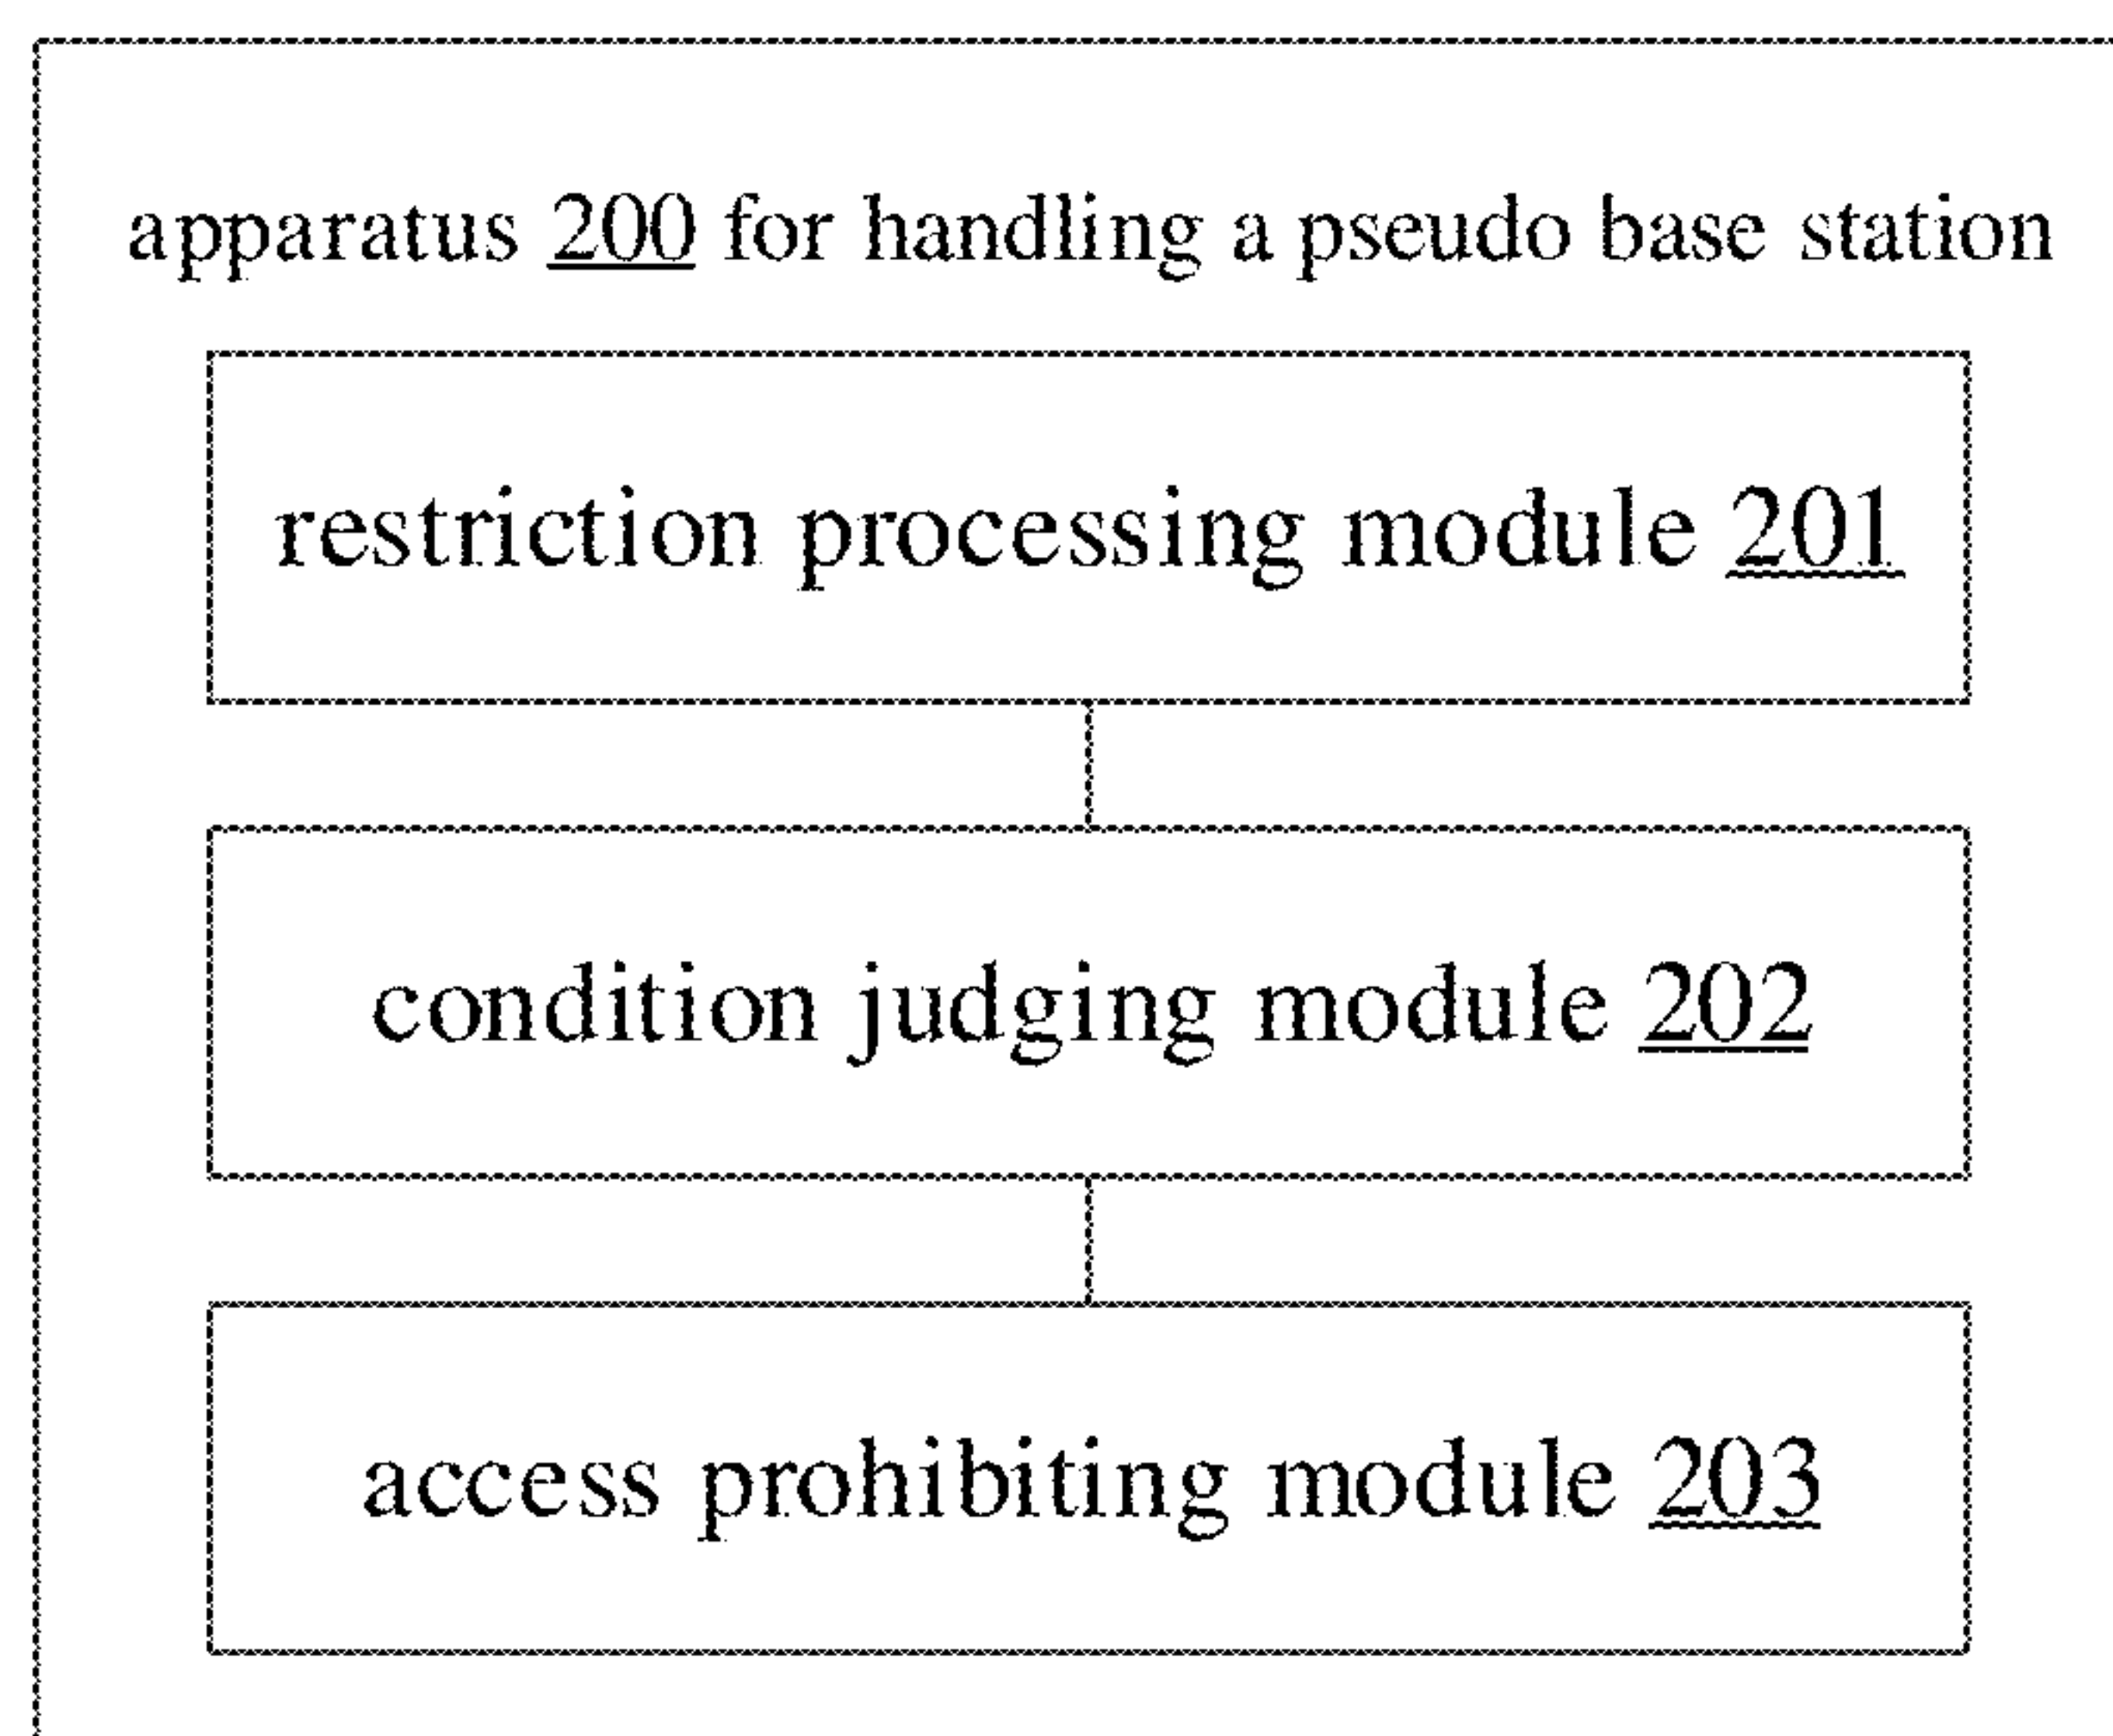 apparatus 200 for handling a pseudo base station
restriction processing module 201
condition judging module 202
access prohibiting module 203